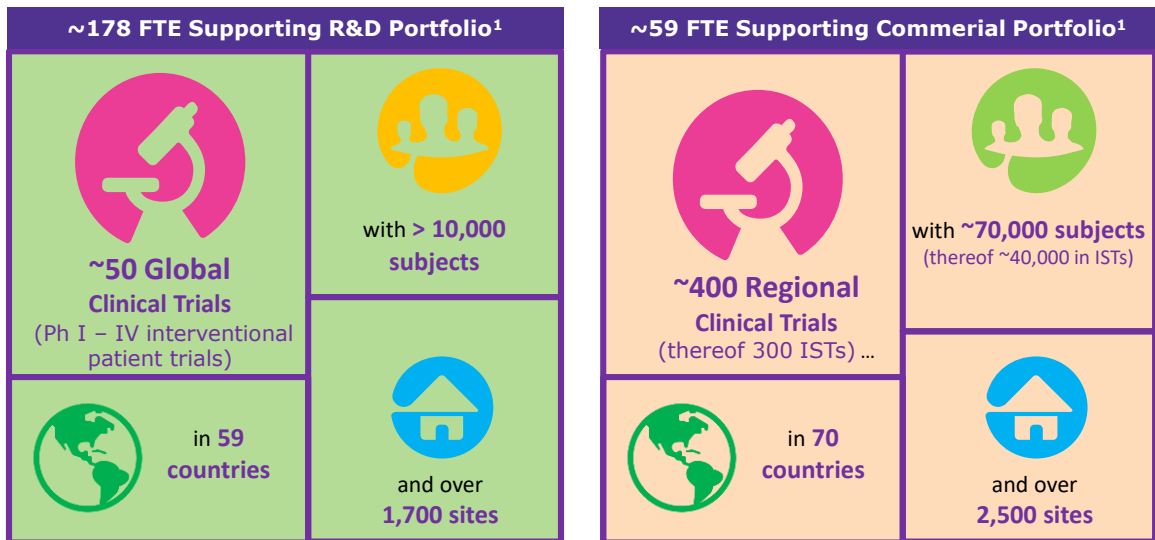 ~178 FTE Supporting R&D Portfolio¹
~50 Global
Clinical Trials
(Ph I – IV interventional
patient trials)
with > 10,000
subjects
in 59
countries
and over
1,700 sites
~59 FTE Supporting Commerial Portfolio¹
~400 Regional
Clinical Trials
(thereof 300 ISTs) ...
with ~70,000 subjects
(thereof ~40,000 in ISTs)
in 70
countries
and over
2,500 sites